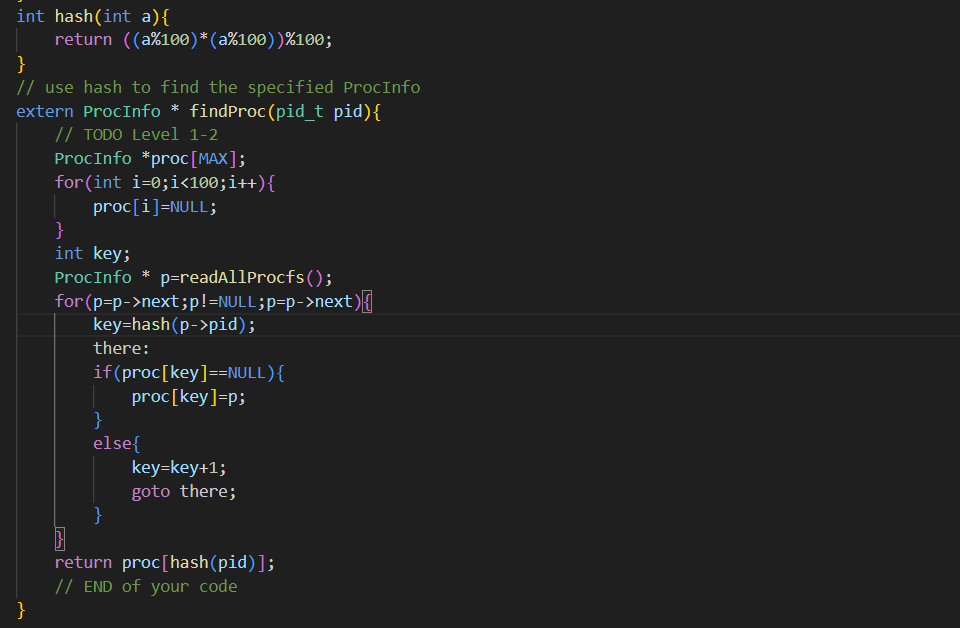 int hash(int a){
    return ((a%100)*(a%100))%100;
}
// use hash to find the specified ProcInfo
extern ProcInfo * findProc(pid_t pid){
    // TODO Level 1-2
    ProcInfo *proc[MAX];
    for(int i=0;i<100;i++){
        proc[i]=NULL;
    }
    int key;
    ProcInfo * p=readAllProcfs();
    for(p=p->next;p!=NULL;p=p->next){
        key=hash(p->pid);
        there:
        if(proc[key]==NULL){
            proc[key]=p;
        }
        else{
            key=key+1;
            goto there;
        }
    }
    return proc[hash(pid)];
    // END of your code
}